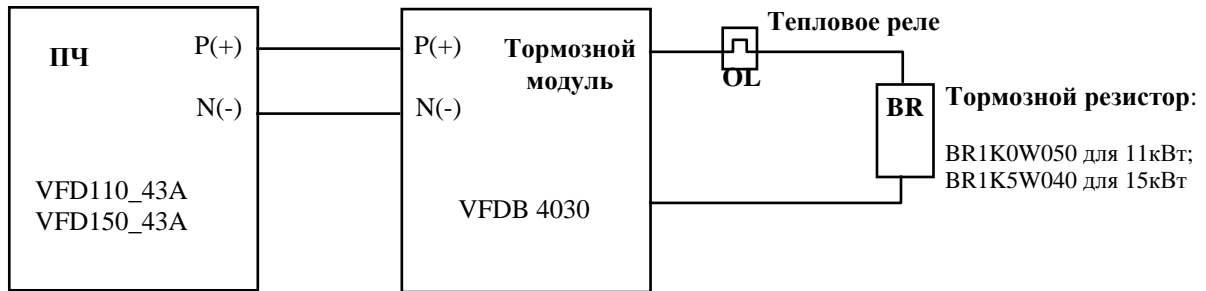 ПЧ
P(+)
N(-)
VFD110_43A
VFD150_43A
P(+)
N(-)
Тормозной
модуль
VFDB 4030
Тепловое реле
OL
BR
Тормозной резистор:
BR1K0W050 для 11кВт;
BR1K5W040 для 15кВт